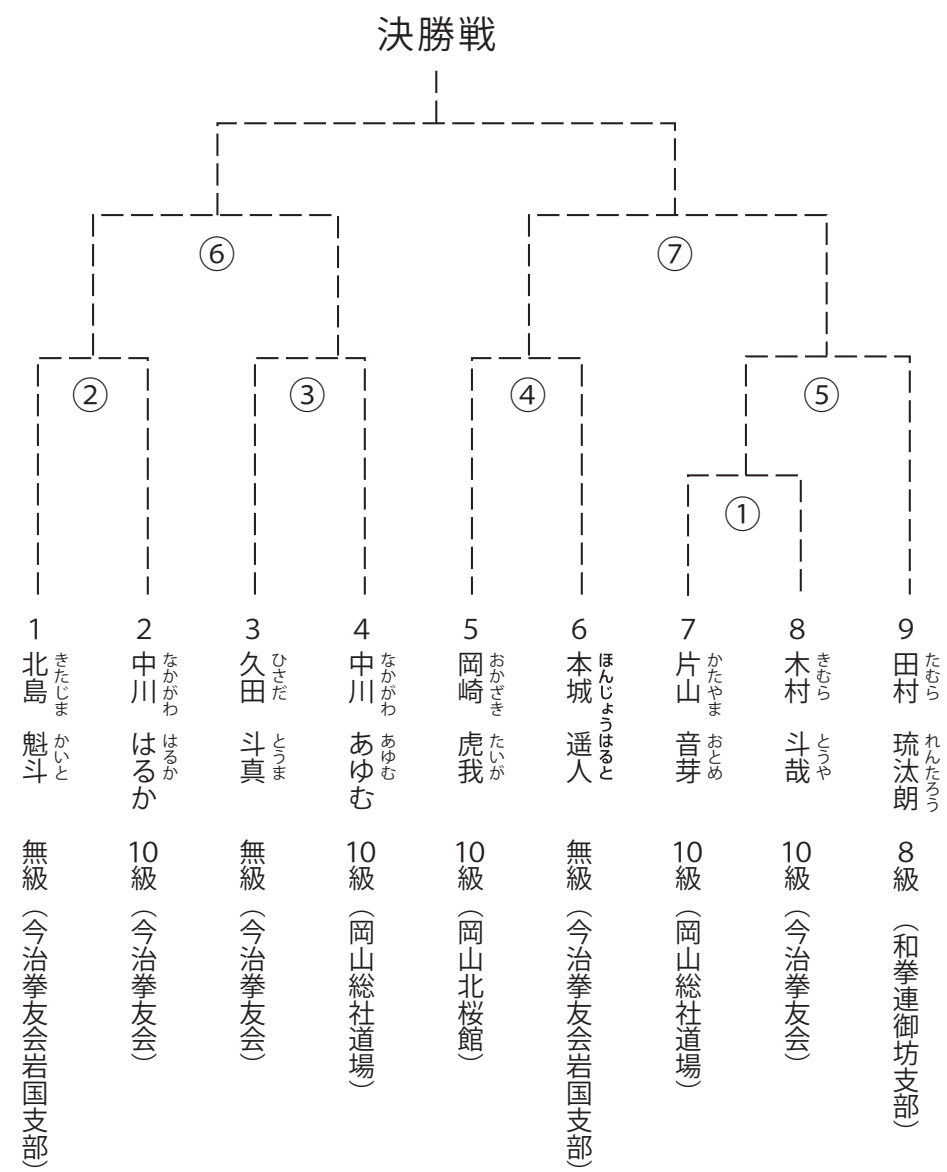 決勝戦
⑥
⑦
②
③
④
⑤
①
1
北島 魁斗
きたじま かいと
無級
(今治拳友会岩国支部)
2
中川 はるか
なかがわ はるか
10級
(今治拳友会)
3
久田 斗真
ひさだ とうま
無級
(今治拳友会)
4
中川 あゆむ
なかがわ あゆむ
10級
(岡山総社道場)
5
岡崎 虎我
おかざき たいが
10級
(岡山北桜館)
6
本城 遥人
ほんじょうはると
無級
(今治拳友会岩国支部)
7
片山 音芽
かたやま おとめ
10級
(岡山総社道場)
8
木村 斗哉
きむら とうや
10級
(今治拳友会)
9
田村 琉汰朗
たむら れんたろう
8級
(和拳連御坊支部)